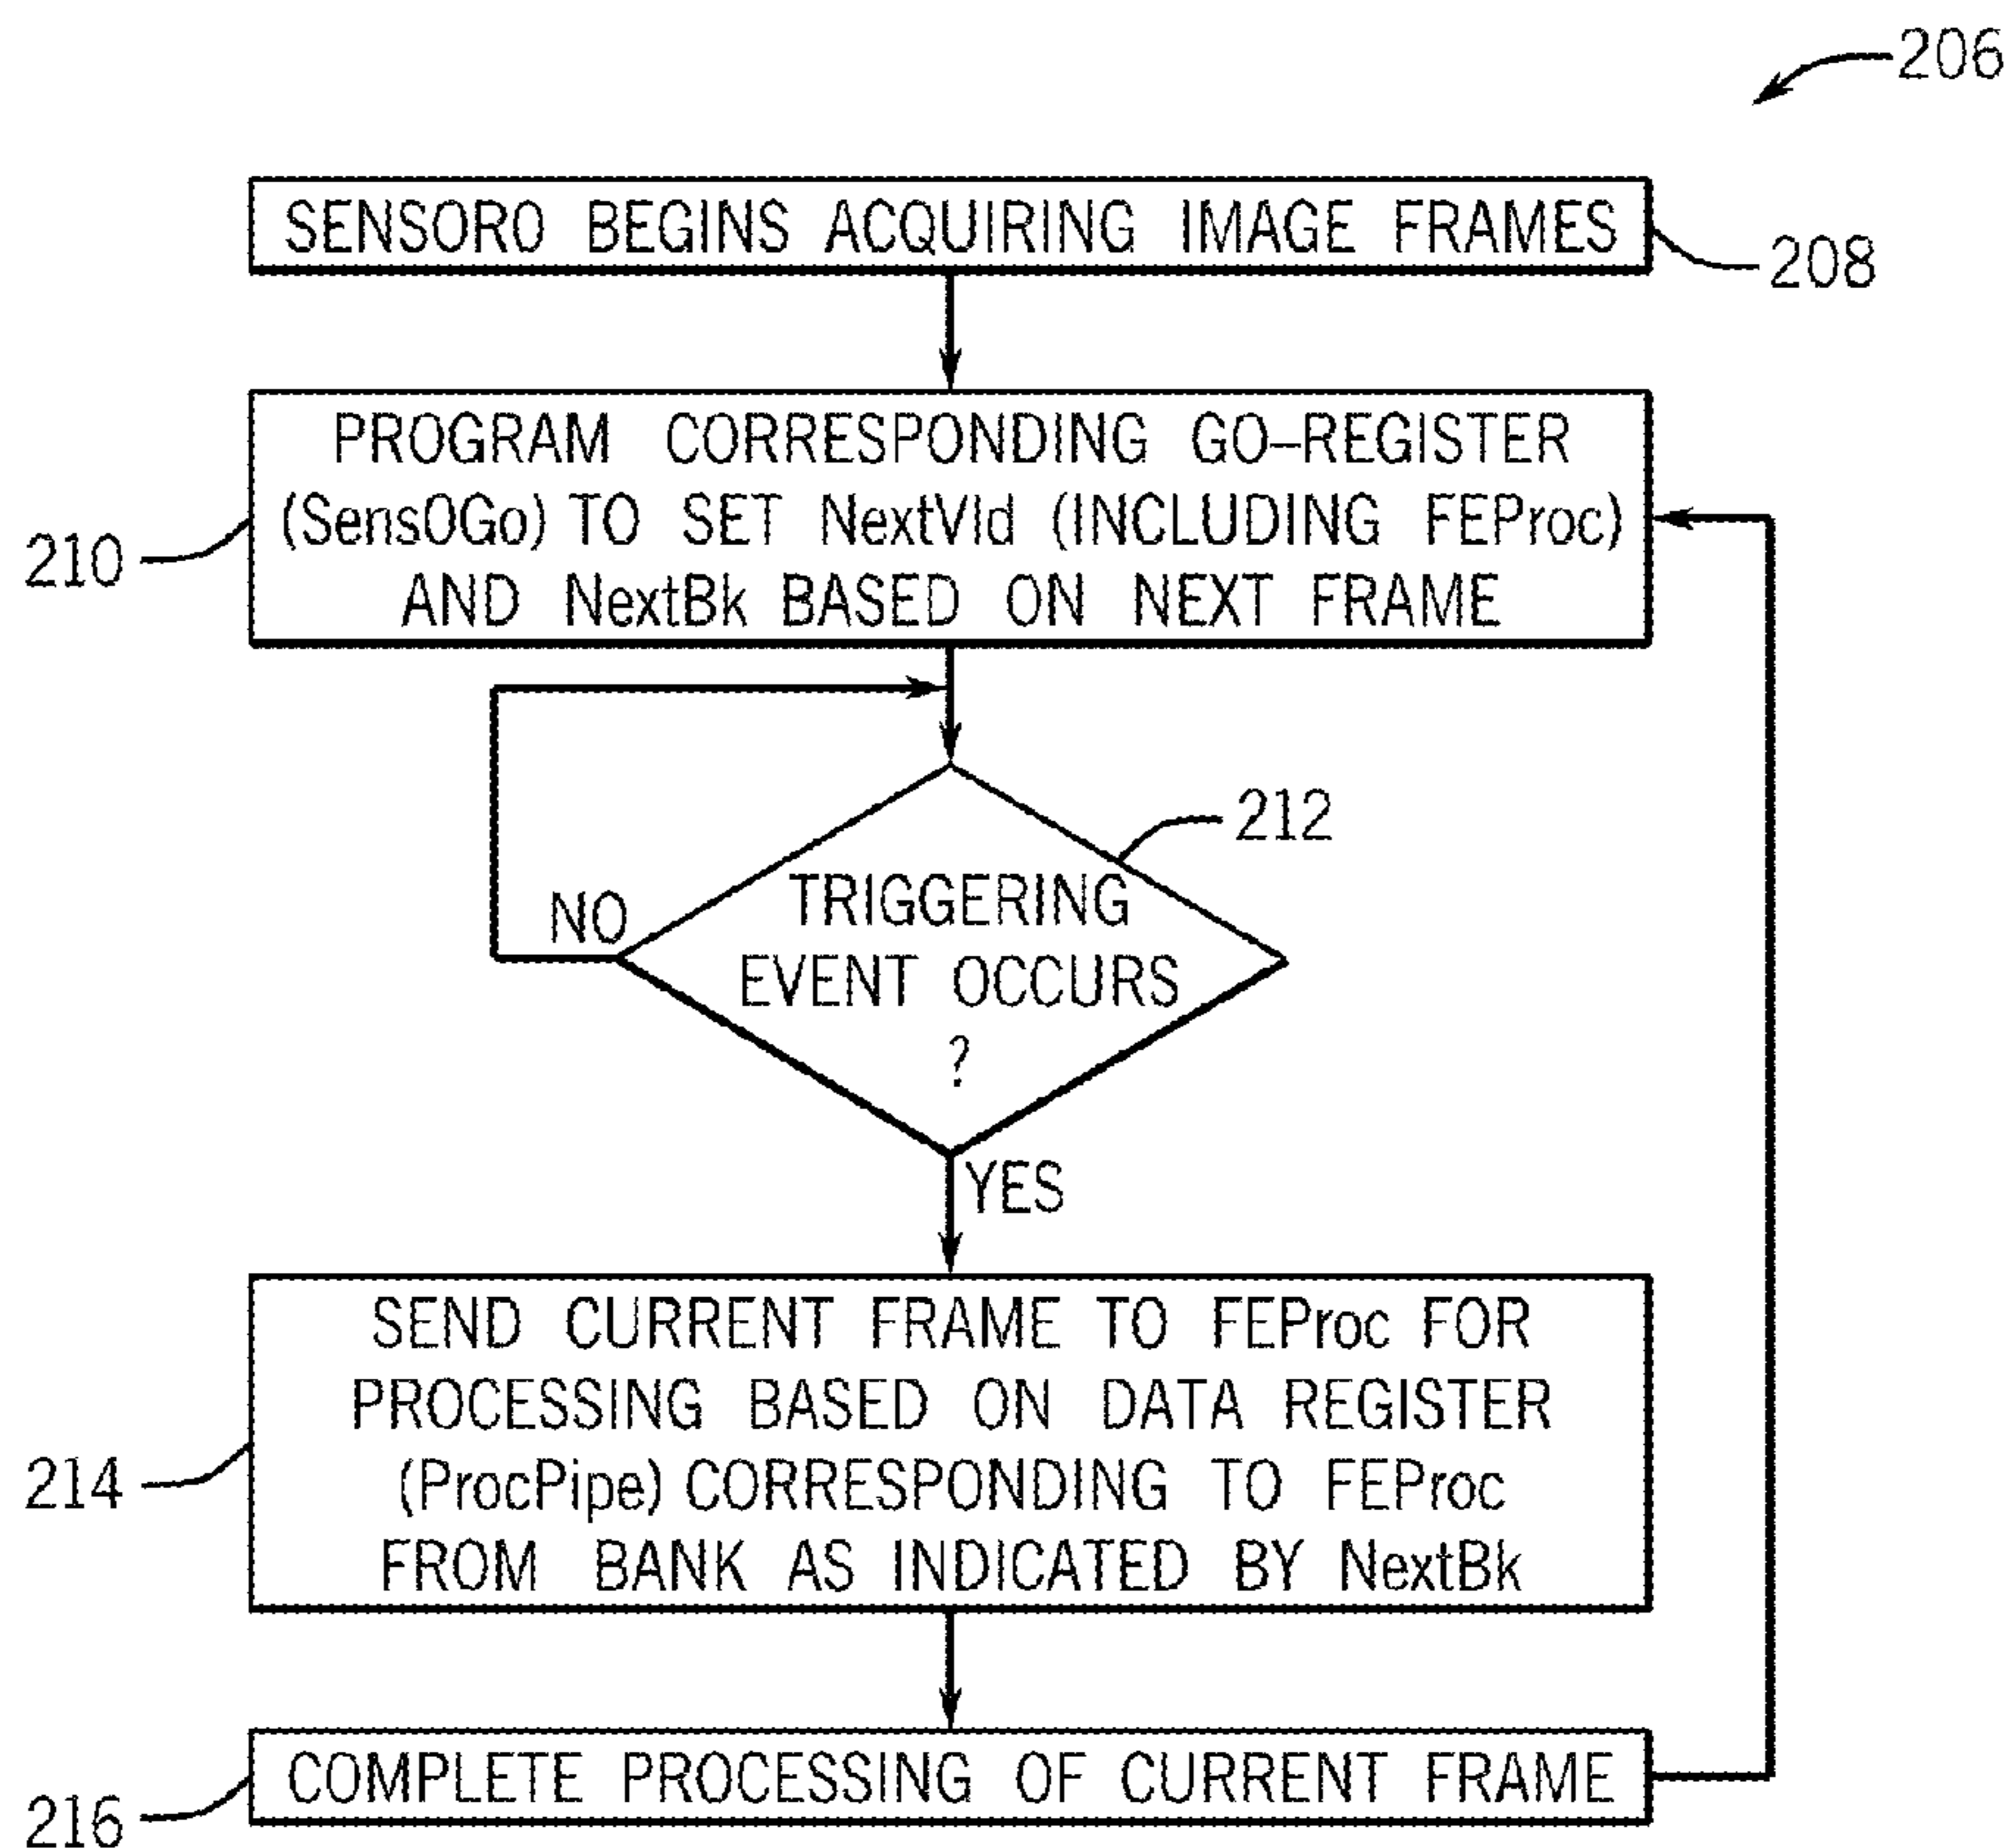 206
SENSOR0 BEGINS ACQUIRING IMAGE FRAMES
208
PROGRAM CORRESPONDING GO-REGISTER
(Sens0Go) TO SET NextVld (INCLUDING FEProc)
AND NextBk BASED ON NEXT FRAME
210
212
TRIGGERING
EVENT OCCURS
?
NO
YES
SEND CURRENT FRAME TO FEProc FOR
PROCESSING BASED ON DATA REGISTER
(ProcPipe) CORRESPONDING TO FEProc
FROM BANK AS INDICATED BY NextBk
214
COMPLETE PROCESSING OF CURRENT FRAME
216